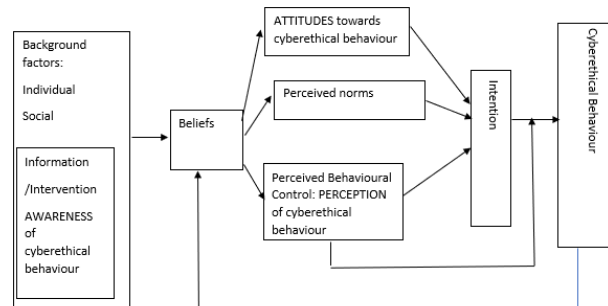 Background
factors:
Individual
Social
Information
/Intervention
AWARENESS
of
cyberethical
behaviour
Beliefs
ATTITUDES towards
cyberethical behaviour
Perceived norms
Perceived Behavioural
Control: PERCEPTION
of cyberethical
behaviour
Intention
Cyberethical Behaviour